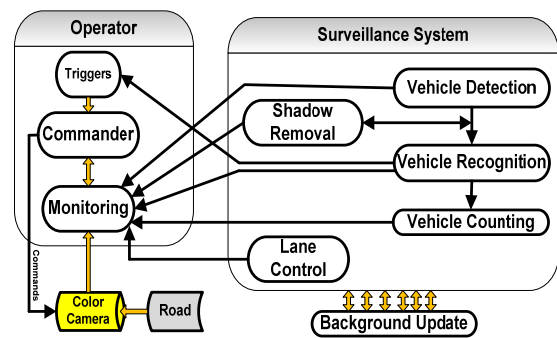 Operator
Surveillance System
Triggers
Vehicle Detection
Shadow
Removal
Commander
Vehicle Recognition
Monitoring
Vehicle Counting
Lane
Control
Commands
Color
Camera
Road
Background Update